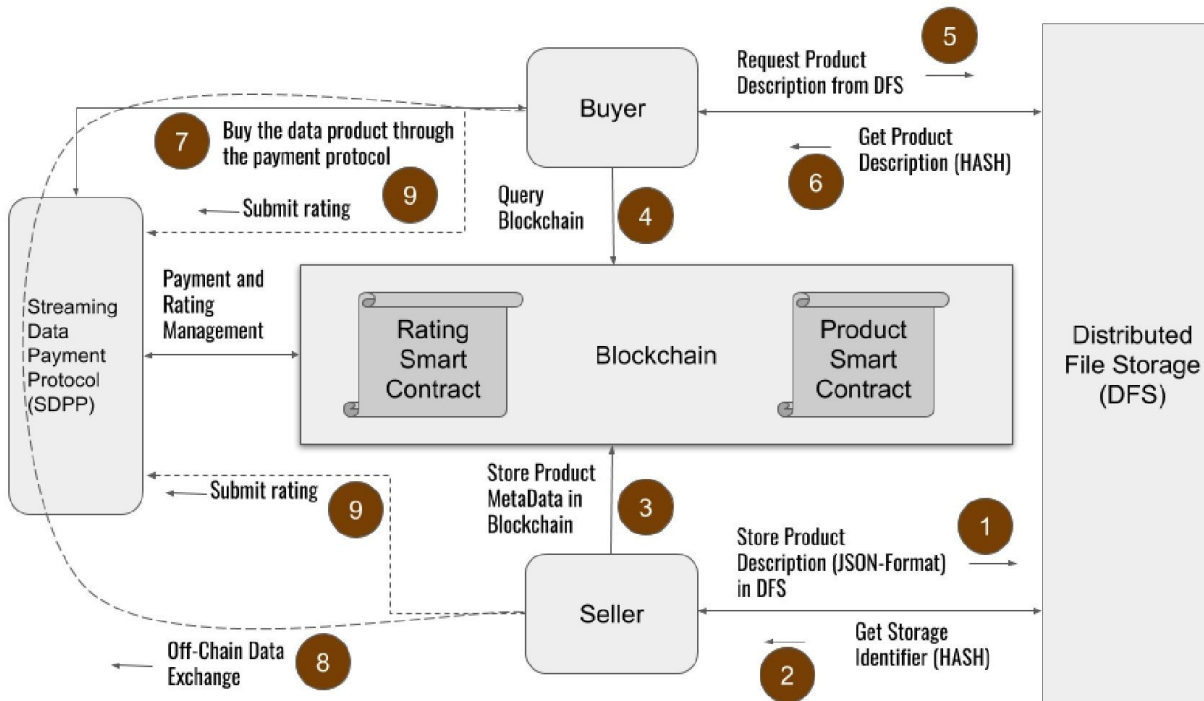 5
Request Product
Description from DFS
Buyer
7
Buy the data product through
the payment protocol
Get Product
Description (HASH)
6
9
Submit rating
Query
Blockchain
4
Payment and
Rating
Management
Streaming
Data
Payment
Protocol
(SDPP)
Rating
Smart
Contract
Blockchain
Product
Smart
Contract
Distributed
File Storage
(DFS)
Submit rating
9
Store Product
MetaData in
Blockchain
3
1
Store Product
Description (JSON-Format)
in DFS
Seller
Off-Chain Data
Exchange
8
Get Storage
Identifier (HASH)
2